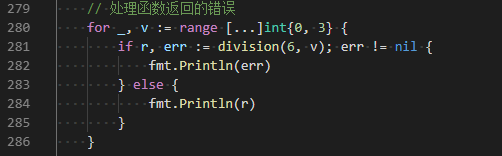 279 // 处理函数返回的错误
280 for _, v := range [...]int{0, 3} {
281 if r, err := division(6, v); err != nil {
282 fmt.Println(err)
283 } else {
284 fmt.Println(r)
285 }
286 }